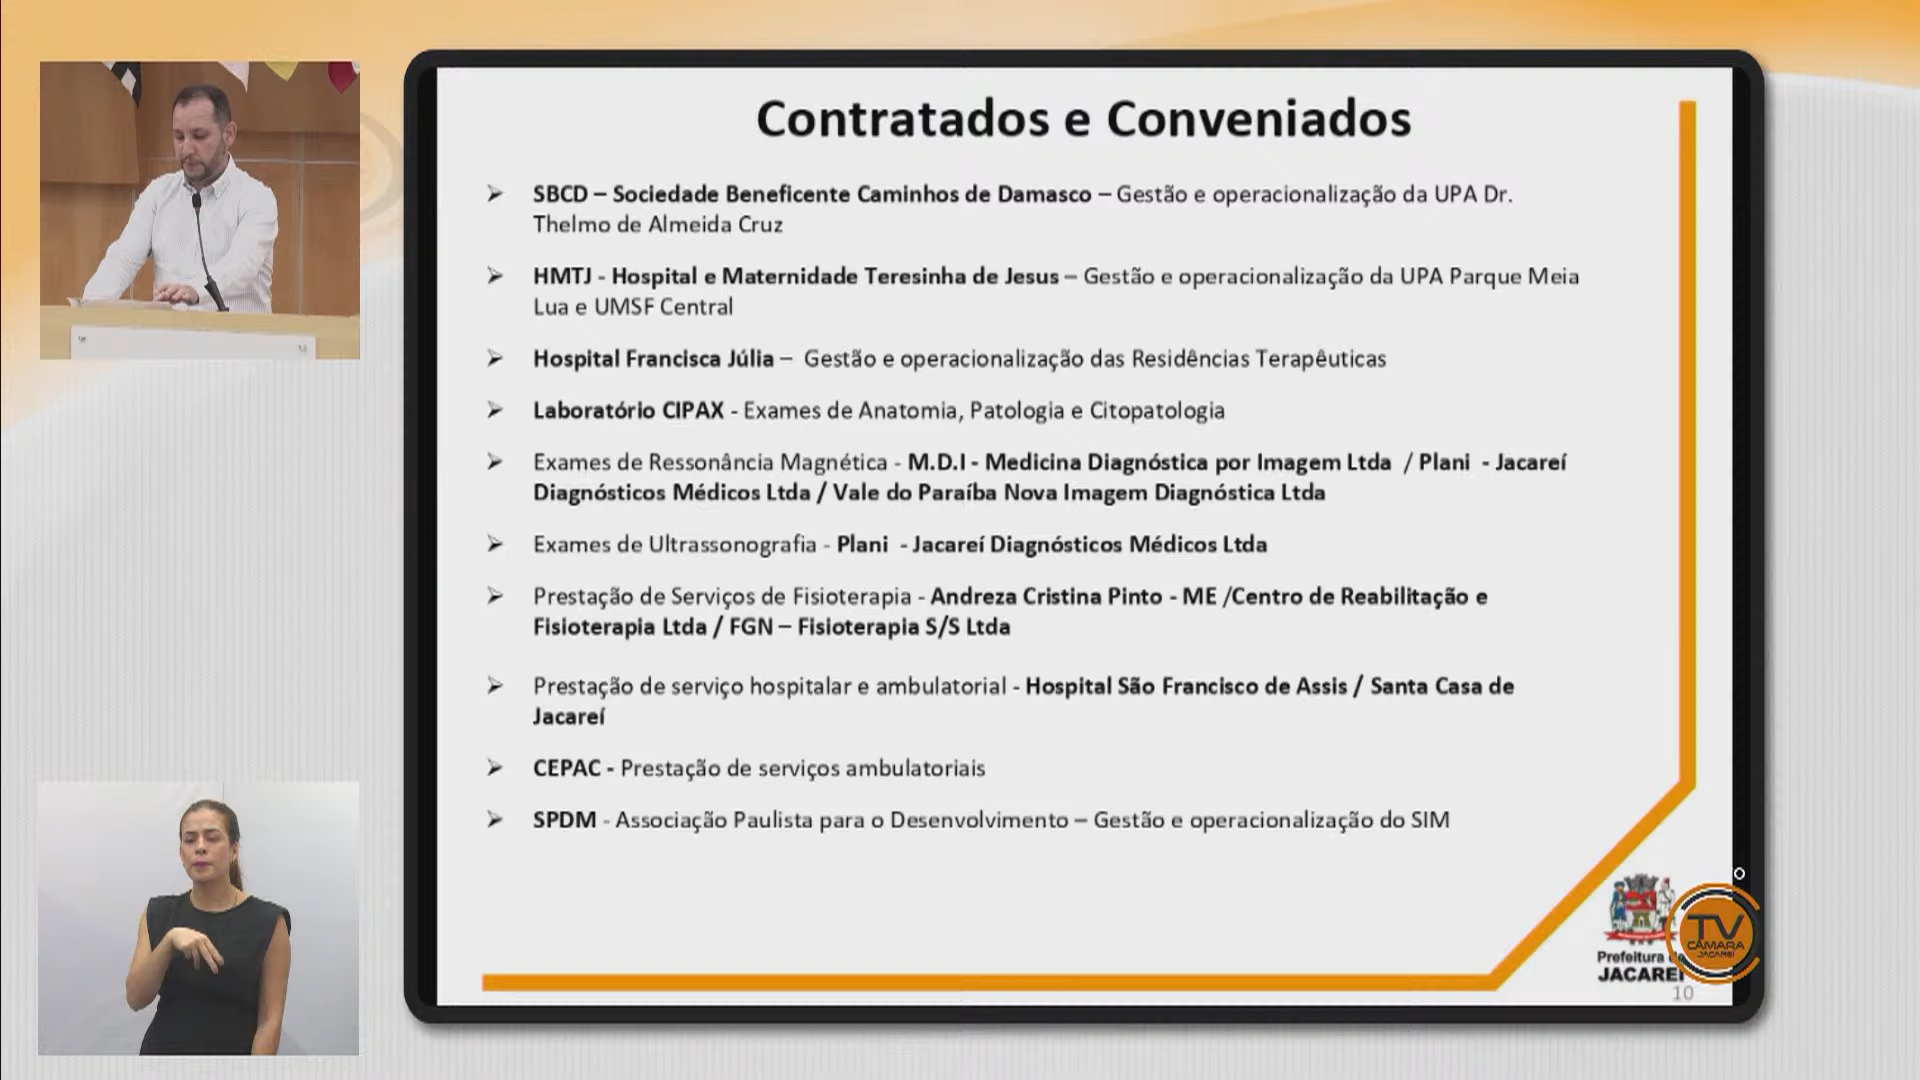 Contratados e Conveniados
➢ SBCD – Sociedade Beneficente Caminhos de Damasco – Gestão e operacionalização da UPA Dr.
Thelmo de Almeida Cruz
➢ HMTJ - Hospital e Maternidade Teresinha de Jesus – Gestão e operacionalização da UPA Parque Meia
Lua e UMSF Central
➢ Hospital Francisca Júlia – Gestão e operacionalização das Residências Terapêuticas
➢ Laboratório CIPAX - Exames de Anatomia, Patologia e Citopatologia
➢ Exames de Ressonância Magnética - M.D.I - Medicina Diagnóstica por Imagem Ltda / Plani - Jacareí
Diagnósticos Médicos Ltda / Vale do Paraíba Nova Imagem Diagnóstica Ltda
➢ Exames de Ultrassonografia - Plani - Jacareí Diagnósticos Médicos Ltda
➢ Prestação de Serviços de Fisioterapia - Andreza Cristina Pinto - ME /Centro de Reabilitação e
Fisioterapia Ltda / FGN – Fisioterapia S/S Ltda
➢ Prestação de serviço hospitalar e ambulatorial - Hospital São Francisco de Assis / Santa Casa de
Jacareí
➢ CEPAC - Prestação de serviços ambulatoriais
➢ SPDM - Associação Paulista para o Desenvolvimento – Gestão e operacionalização do SIM
Prefeitura
JACAREÍ
TV
CÂMARA
JACAREÍ
10